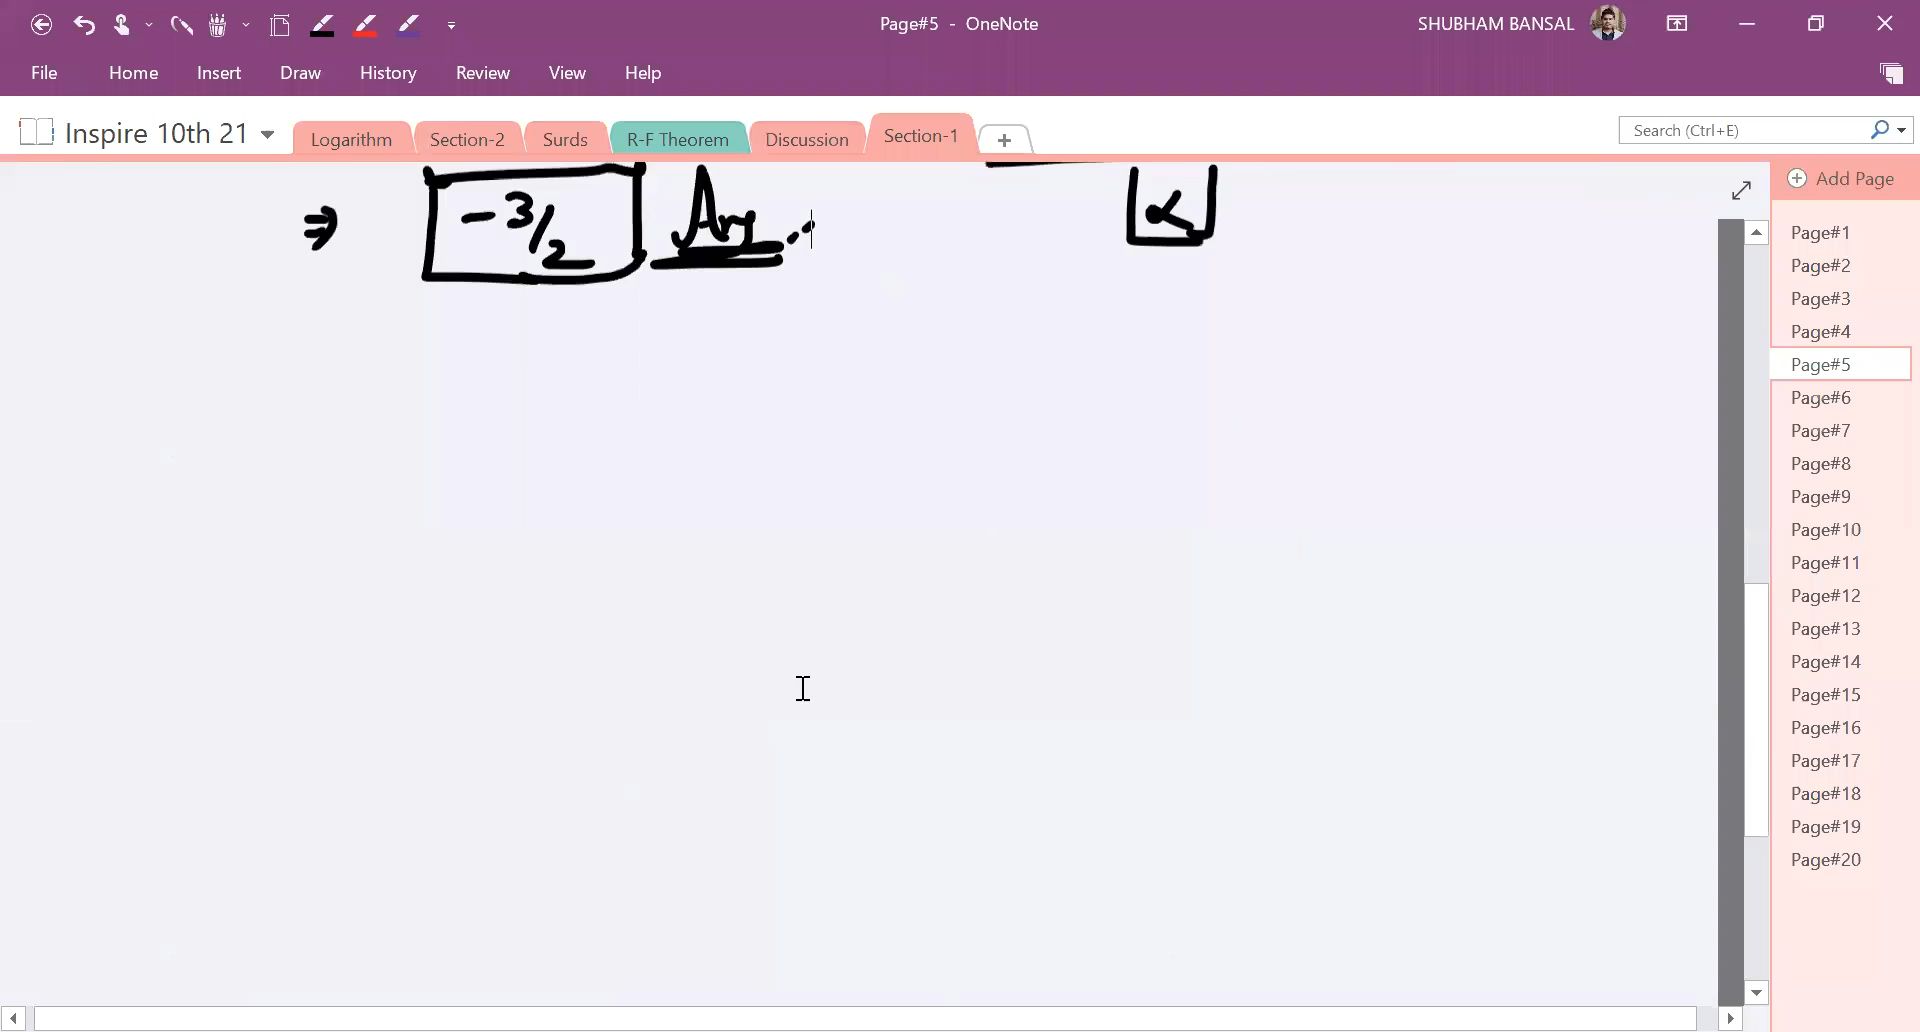 Page#5 - OneNote
SHUBHAM BANSAL
File Home Insert Draw History Review View Help
Inspire 10th 21
Logarithm Section-2 Surds R-F Theorem Discussion Section-1
Search (Ctrl+E)
Add Page
⇒ -3/2 Ans
α
Page#1
Page#2
Page#3
Page#4
Page#5
Page#6
Page#7
Page#8
Page#9
Page#10
Page#11
Page#12
Page#13
Page#14
Page#15
Page#16
Page#17
Page#18
Page#19
Page#20